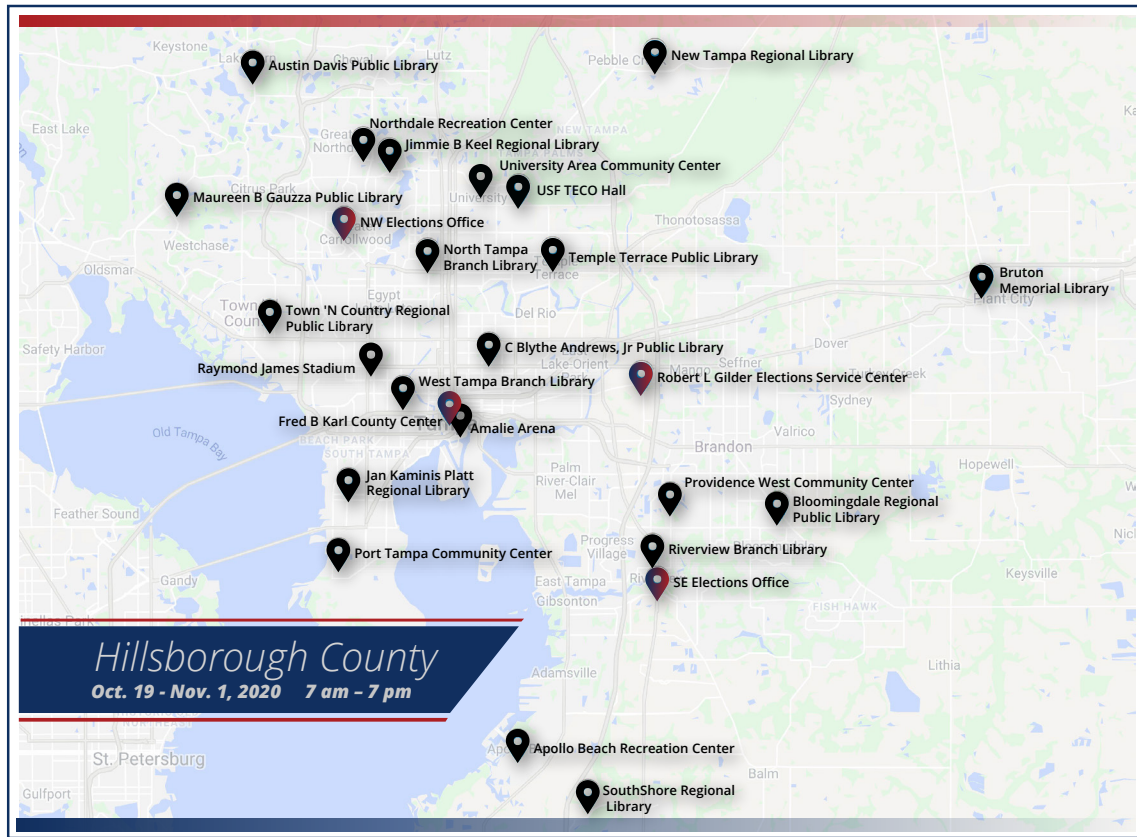 Keystone
Lutz
Pebble
New Tampa Regional Library
Austin Davis Public Library
East Lake
Northdale Recreation Center
Jimmie B Keel Regional Library
NEW TAMPA
University Area Community Center
Citrus Park
University
USF TECO Hall
Maureen B Gauzza Public Library
NW Elections Office
Carrollwood
Thonotosassa
Westchase
North Tampa
Branch Library
Temple Terrace Public Library
Oldsmar
Bruton
Memorial Library
Plant City
Egypt
Town 'N Country Regional
Public Library
Del Rio
Safety Harbor
C Blythe Andrews, Jr Public Library
Lake-Orient
Dover
Seffner
Mango
Turkey Creek
Raymond James Stadium
West Tampa Branch Library
Robert L Gilder Elections Service Center
Sydney
Fred B Karl County Center
Amalie Arena
Valrico
Old Tampa Bay
BEACH PARK
SOUTH TAMPA
Brandon
Hopewell
Palm
River-Clair
Mel
Jan Kaminis Platt
Regional Library
Providence West Community Center
Bloomingdale Regional
Public Library
Feather Sound
Progress
Village
Riverview Branch Library
Port Tampa Community Center
Gandy
East Tampa
Gibsonton
SE Elections Office
Keysville
FISH HAWK
Hillsborough County
Oct. 19 - Nov. 1, 2020 7 am – 7 pm
Lithia
Adamsville
St. Petersburg
Apollo Beach Recreation Center
Balm
Gulfport
SouthShore Regional
Library